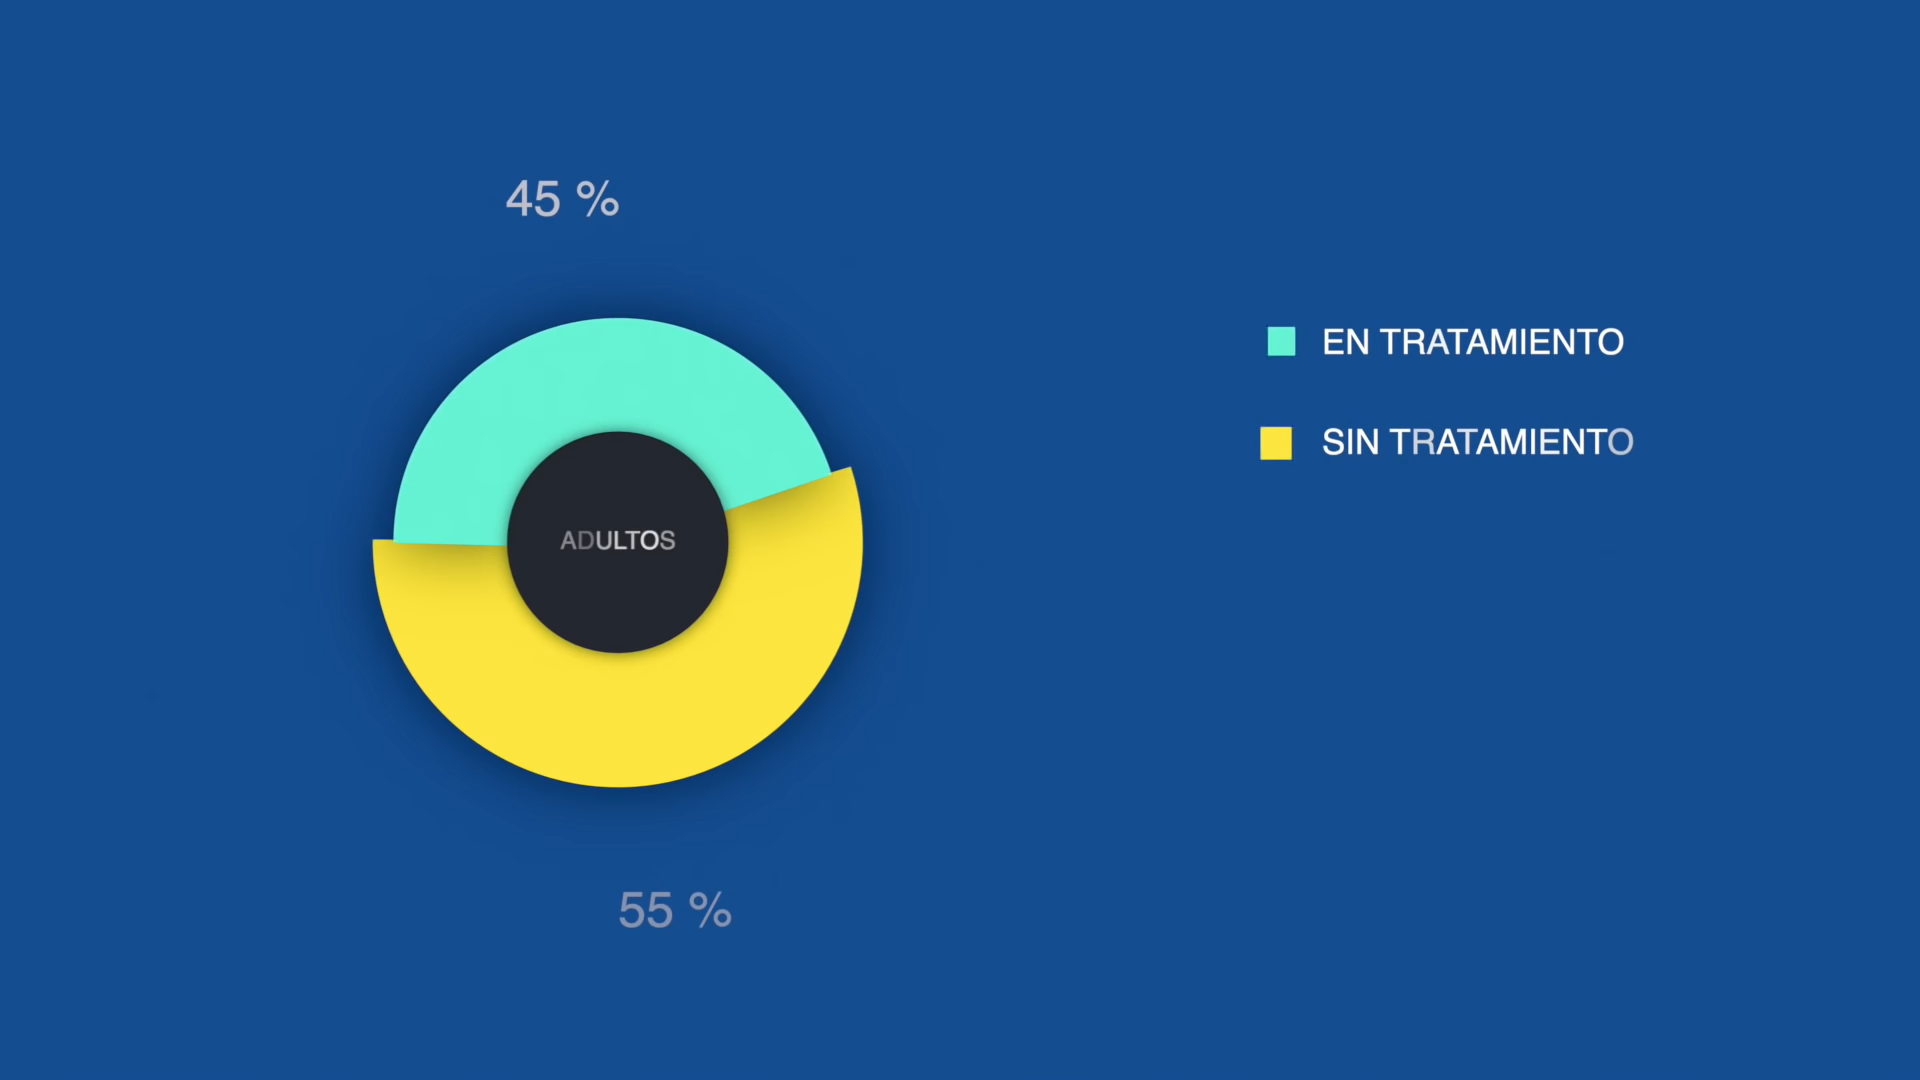 45 %
EN TRATAMIENTO
SIN TRATAMIENTO
ADULTOS
55 %